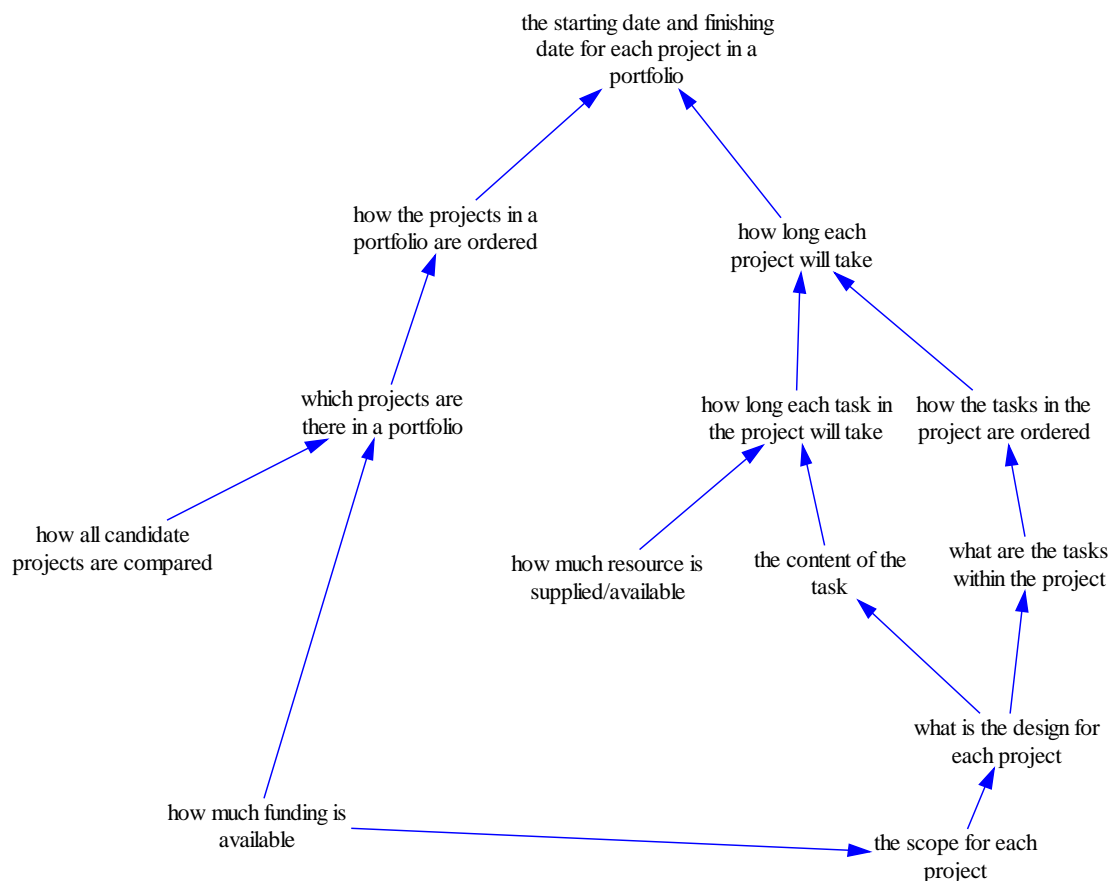 the starting date and finishing
date for each project in a
portfolio
how the projects in a
portfolio are ordered
how long each
project will take
which projects are
there in a portfolio
how long each task in
the project will take
how the tasks in the
project are ordered
how all candidate
projects are compared
how much resource is
supplied/available
the content of the
task
what are the tasks
within the project
what is the design for
each project
how much funding is
available
the scope for each
project